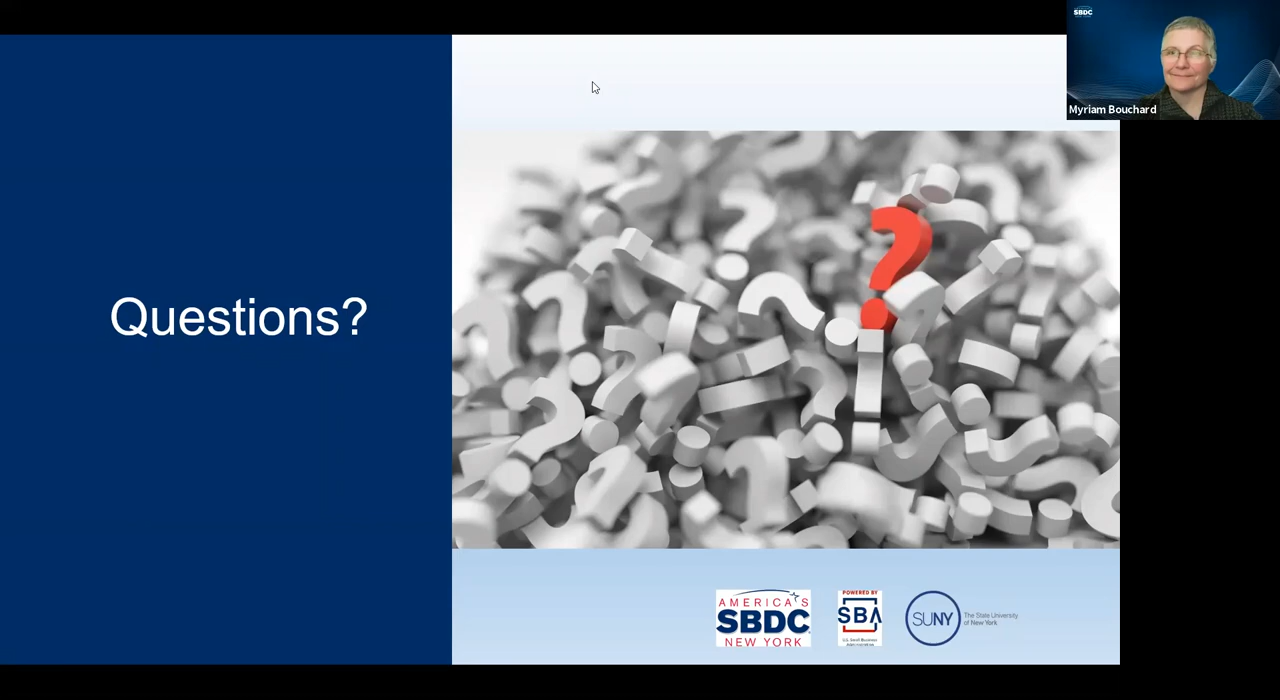 SBDC
Myriam Bouchard
Questions?
AMERICA'S
SBDC
NEW YORK
POWERED BY
SBA
U.S. Small Business
SUNY
The State University
of New York